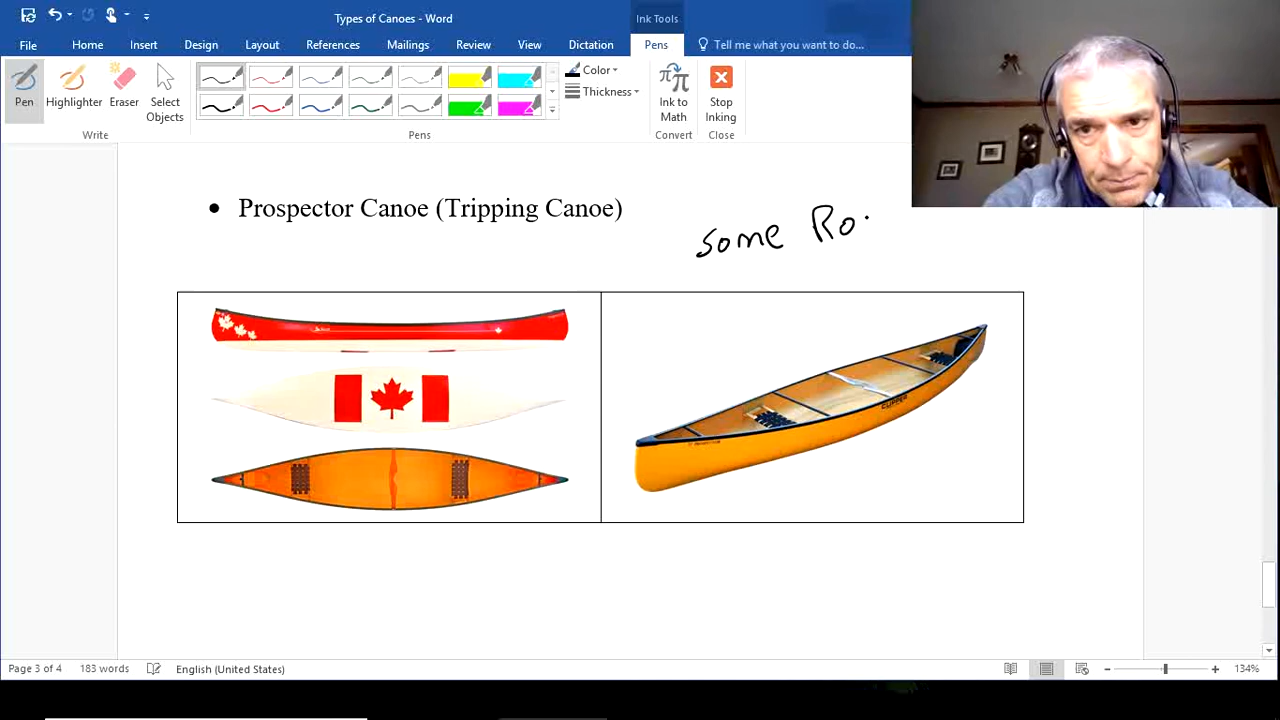 Types of Canoes - Word
Ink Tools
File Home Insert Design Layout References Mailings Review View Dictation Pens Tell me what you want to do...
Pen Highlighter Eraser Select Objects
Color
Thickness
Ink to Math
Stop Inking
Write Pens Convert Close
• Prospector Canoe (Tripping Canoe)
some Ro
CLIPPER
Page 3 of 4 183 words English (United States) 134%